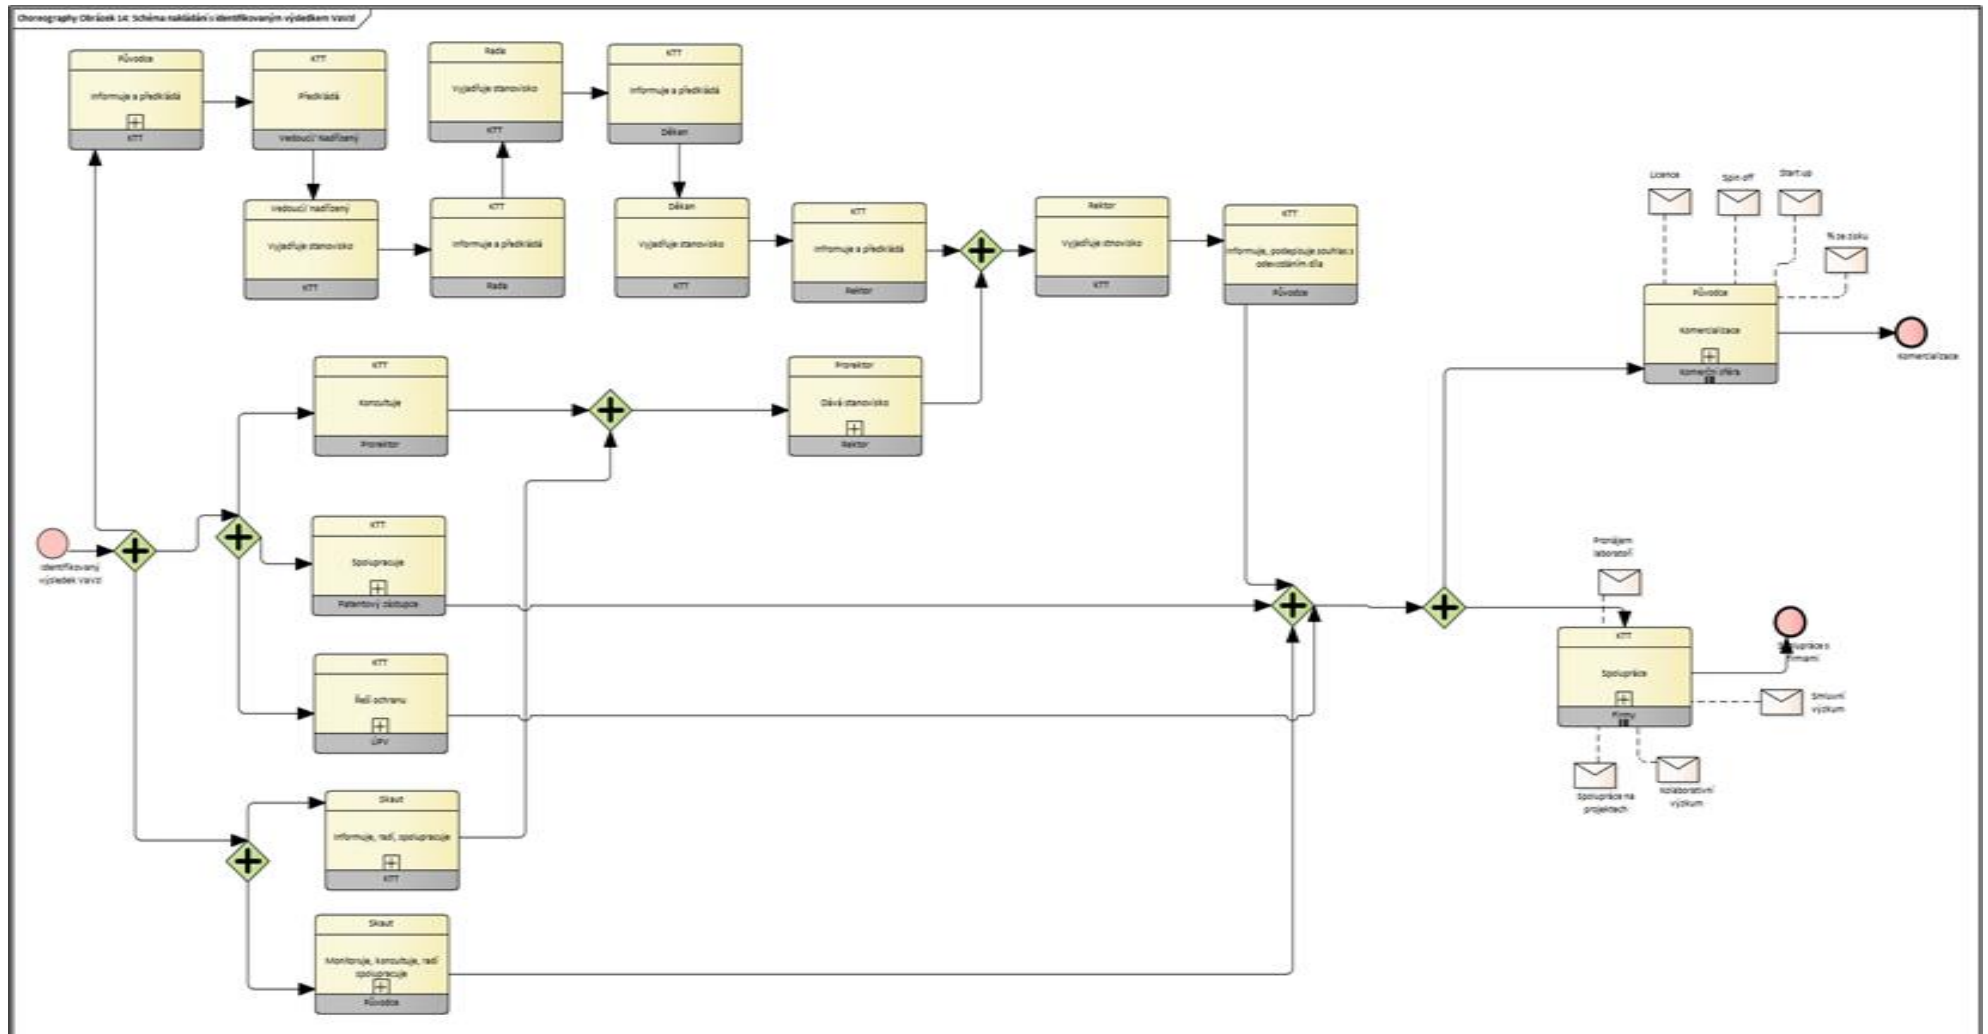 Choreography Obrázek 14: Schéma nakládání s identifikovaným výsledkem VaVaI
Původce
Informuje a předkládá
KTT
KTT
Předkládá
Vedoucí/ Nadřízený
Rada
Vyjadřuje stanovisko
KTT
KTT
Informuje a předkládá
Děkan
Vedoucí/ nadřízený
Vyjadřuje stanovisko
KTT
KTT
Informuje a předkládá
Rada
Děkan
Vyjadřuje stanovisko
KTT
KTT
Infromuje a předkládá
Rektor
Rektor
Vyjadřuje stnovisko
KTT
KTT
Informuje, podepisuje souhlas s
odevzdáním díla
Původce
Licence
Spin off
Start up
% ze zisku
Původce
Komercializace
Komerční sféra
Komercializace
KTT
Konzultuje
Prorektor
Prorektor
Dává stanovisko
Rektor
Identifikovaný
výsledek VaVaI
KTT
Spolupracuje
Patentový zástupce
KTT
Řeší ochranu
ÚPV
Skaut
Informuje, radí, spolupracuje
KTT
Skaut
Monitoruje, konzultuje, radí
spolupracuje
Původce
Pronájem
laboratoří
KTT
Spolupráce
Firmy
Spolupráce s
firmami
Smluvní
výzkum
Spolupráce na
projektech
Kolaborativní
výzkum